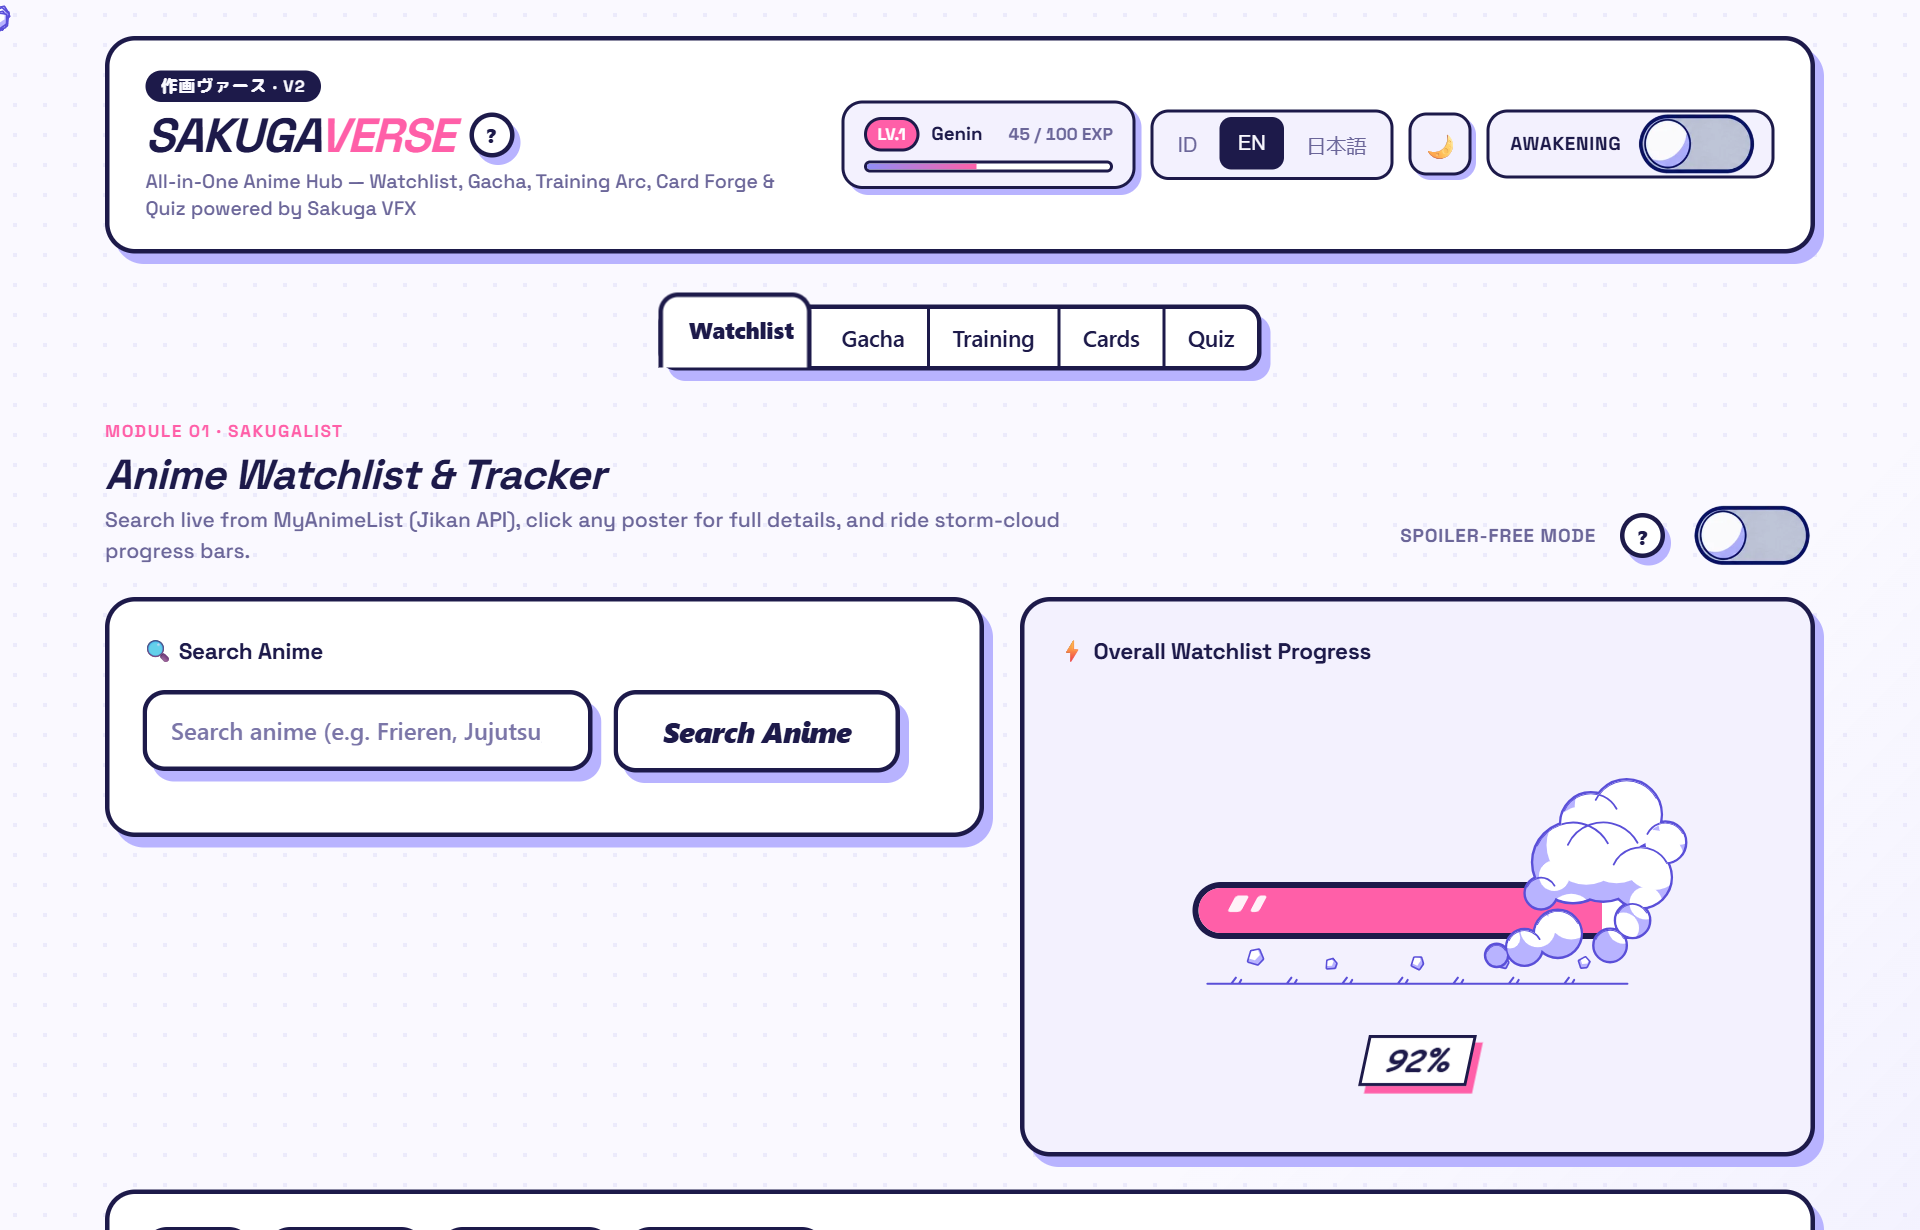 作画ヴァース · V2
SAKUGAVERSE ?
All-in-One Anime Hub — Watchlist, Gacha, Training Arc, Card Forge &
Quiz powered by Sakuga VFX
LV.1 Genin 45 / 100 EXP
ID EN 日本語
AWAKENING
Watchlist Gacha Training Cards Quiz
MODULE 01 · SAKUGALIST
Anime Watchlist & Tracker
Search live from MyAnimeList (Jikan API), click any poster for full details, and ride storm-cloud
progress bars.
SPOILER-FREE MODE ?
Search Anime
Search anime (e.g. Frieren, Jujutsu
Search Anime
Overall Watchlist Progress
92%